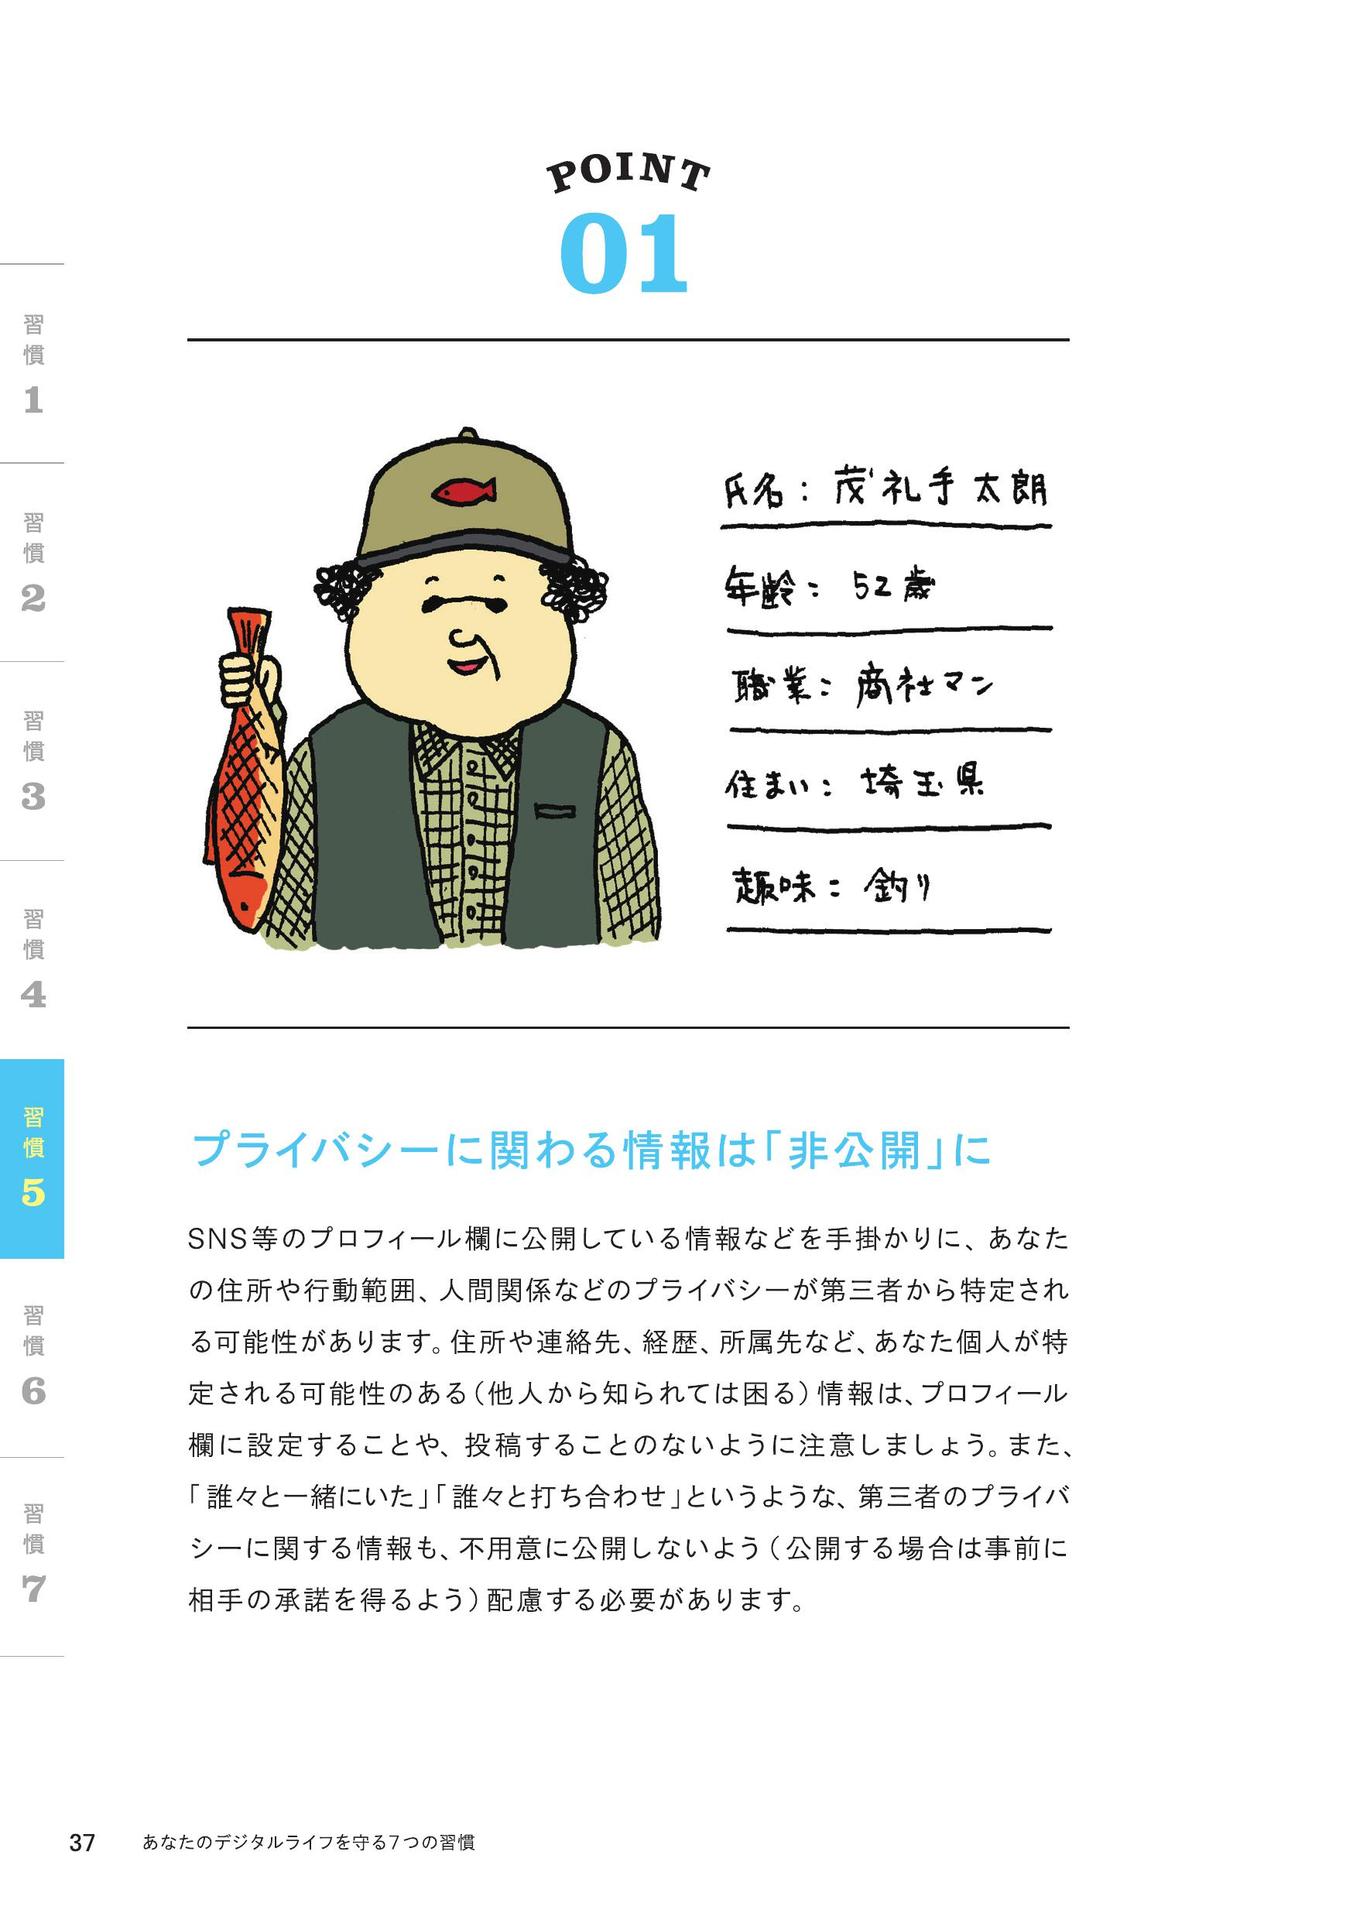 POINT
01
習慣
1
習慣
2
習慣
3
習慣
4
習慣
5
習慣
6
習慣
7
氏名：茂礼手太朗
年齢：52歳
職業：商社マン
住まい：埼玉県
趣味：釣り
プライバシーに関わる情報は「非公開」に
SNS等のプロフィール欄に公開している情報などを手掛かりに、あなた
の住所や行動範囲、人間関係などのプライバシーが第三者から特定され
る可能性があります。住所や連絡先、経歴、所属先など、あなた個人が特
定される可能性のある（他人から知られては困る）情報は、プロフィール
欄に設定することや、投稿することのないように注意しましょう。また、
「誰々と一緒にいた」「誰々と打ち合わせ」というような、第三者のプライバ
シーに関する情報も、不用意に公開しないよう（公開する場合は事前に
相手の承諾を得るよう）配慮する必要があります。
37 あなたのデジタルライフを守る7つの習慣